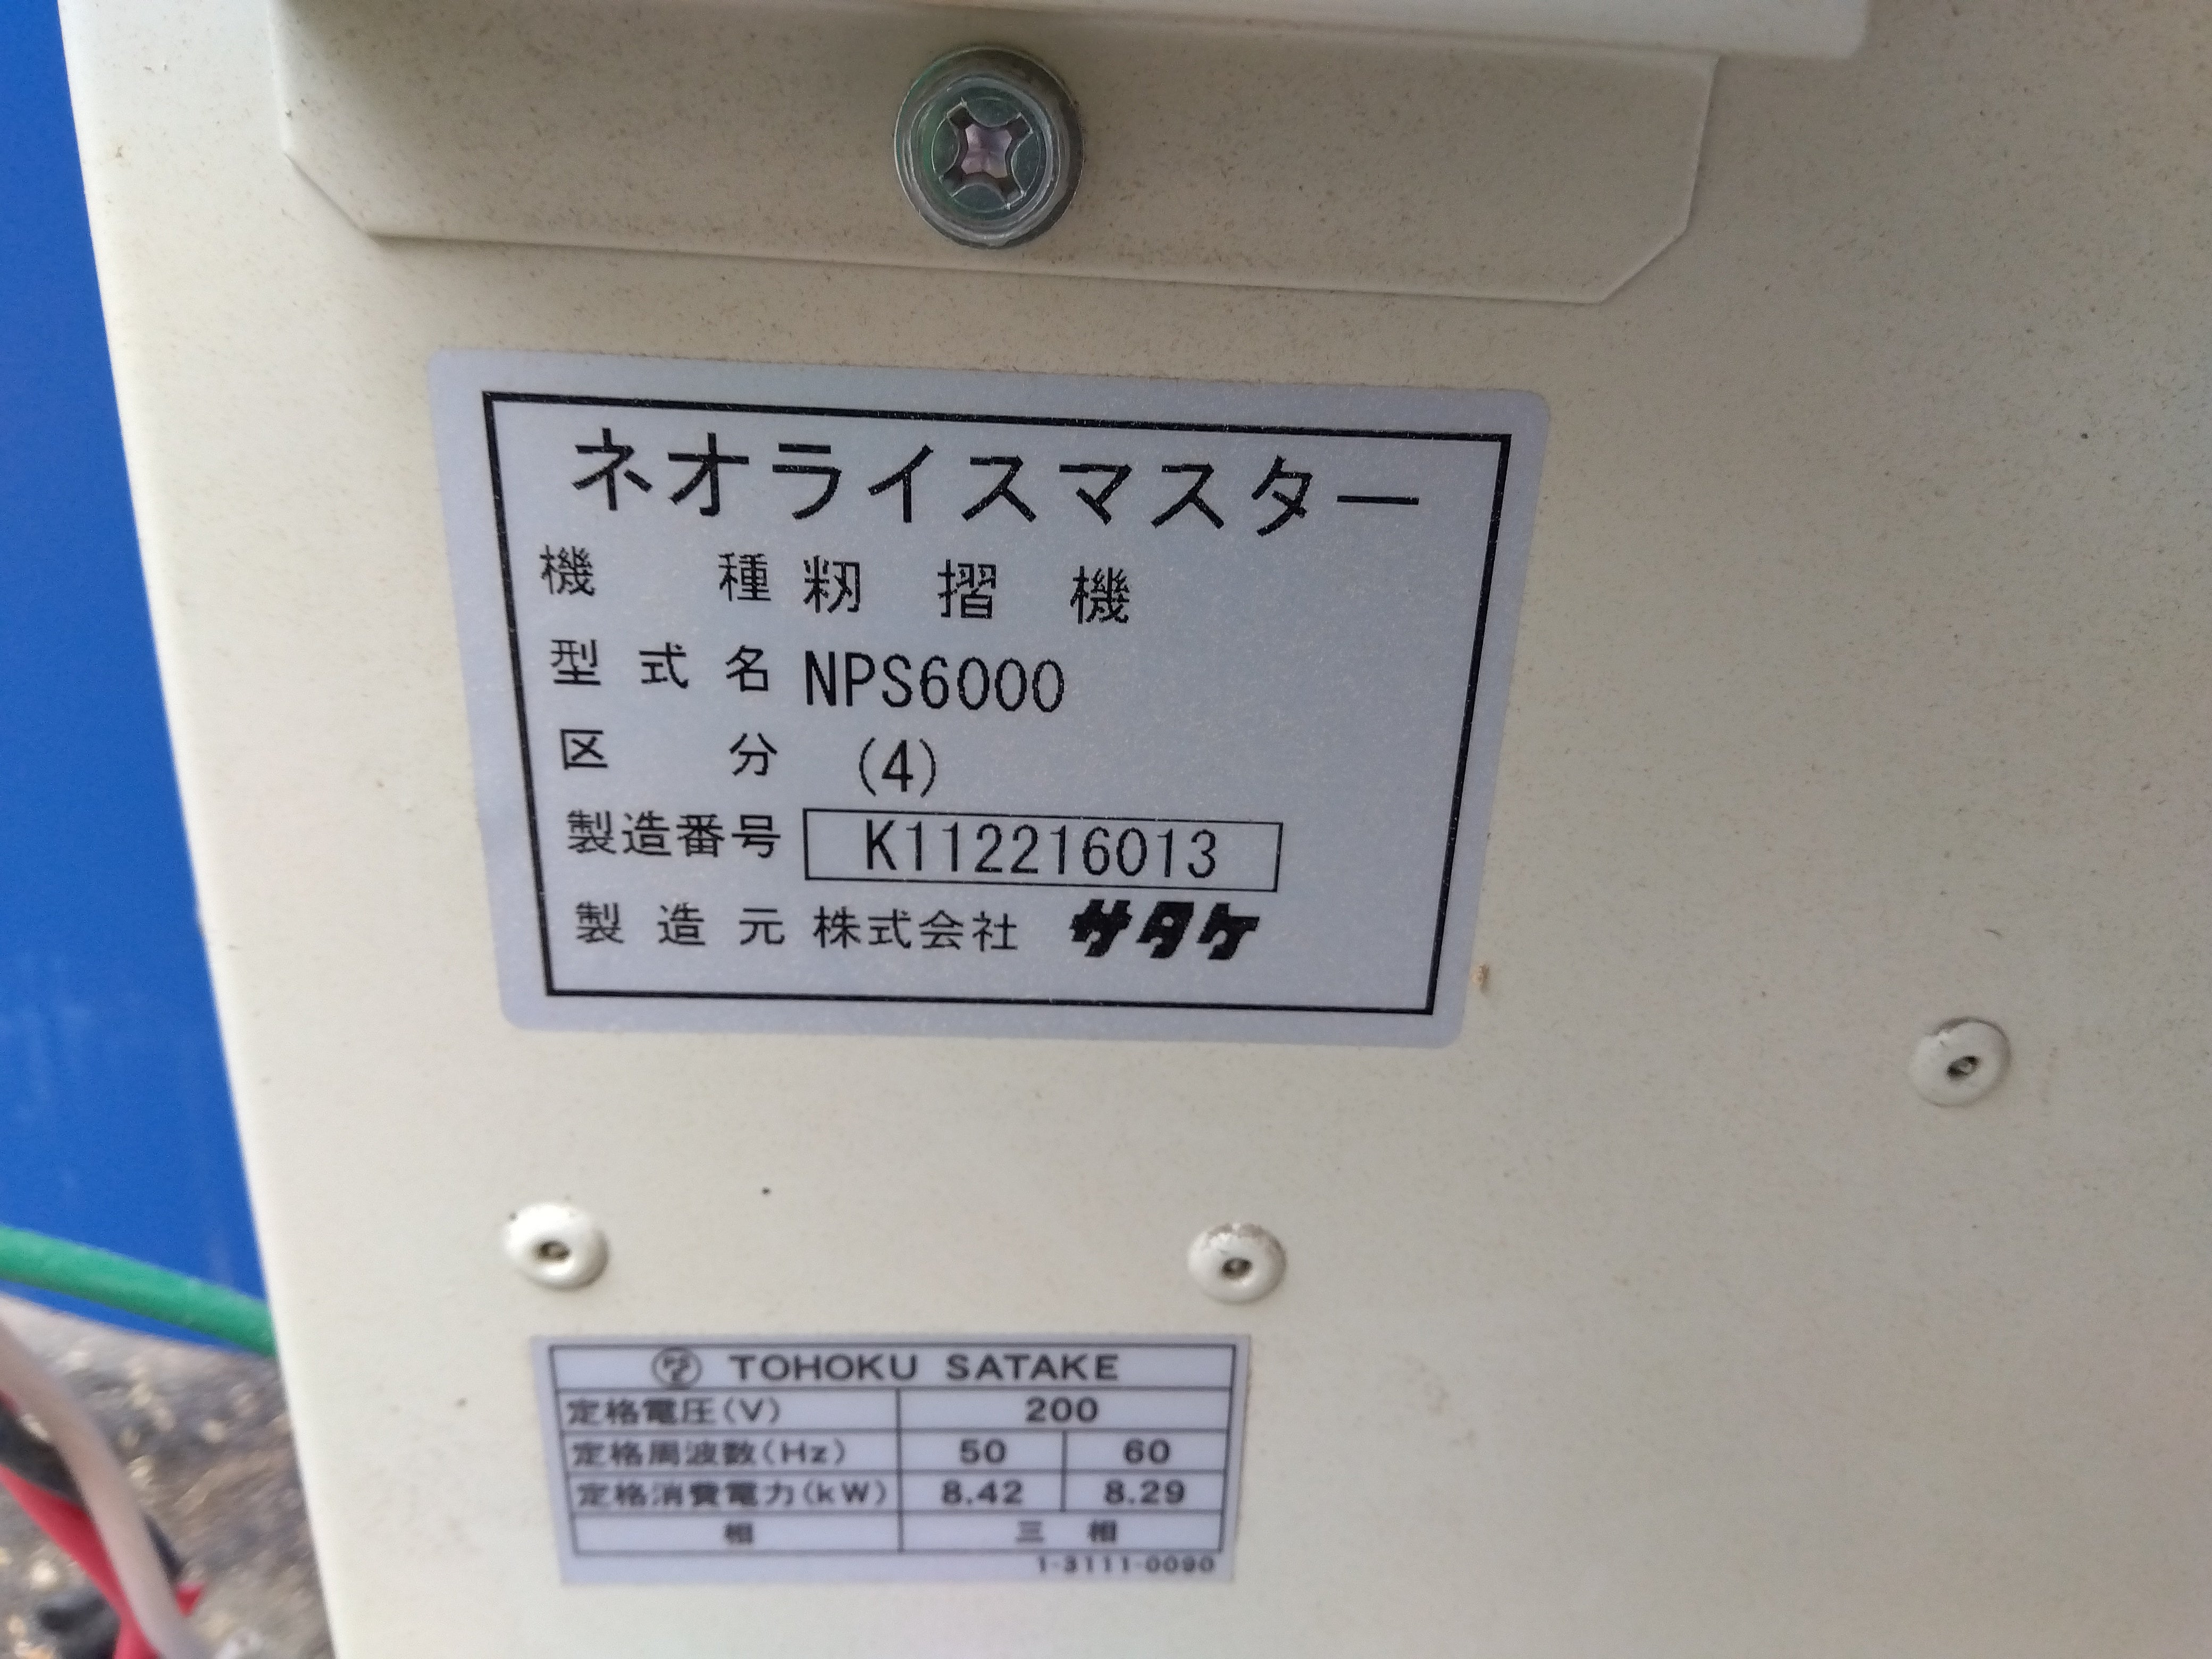 ネオライスマスター
機種 籾摺機
型式名 NPS6000
区分 (4)
製造番号 K112216013
製造元 株式会社 サタケ
PSE TOHOKU SATAKE
定格電圧(V) 200
定格周波数(Hz) 50 60
定格消費電力(kW) 8.42 8.29
相 三相
1-3111-0090